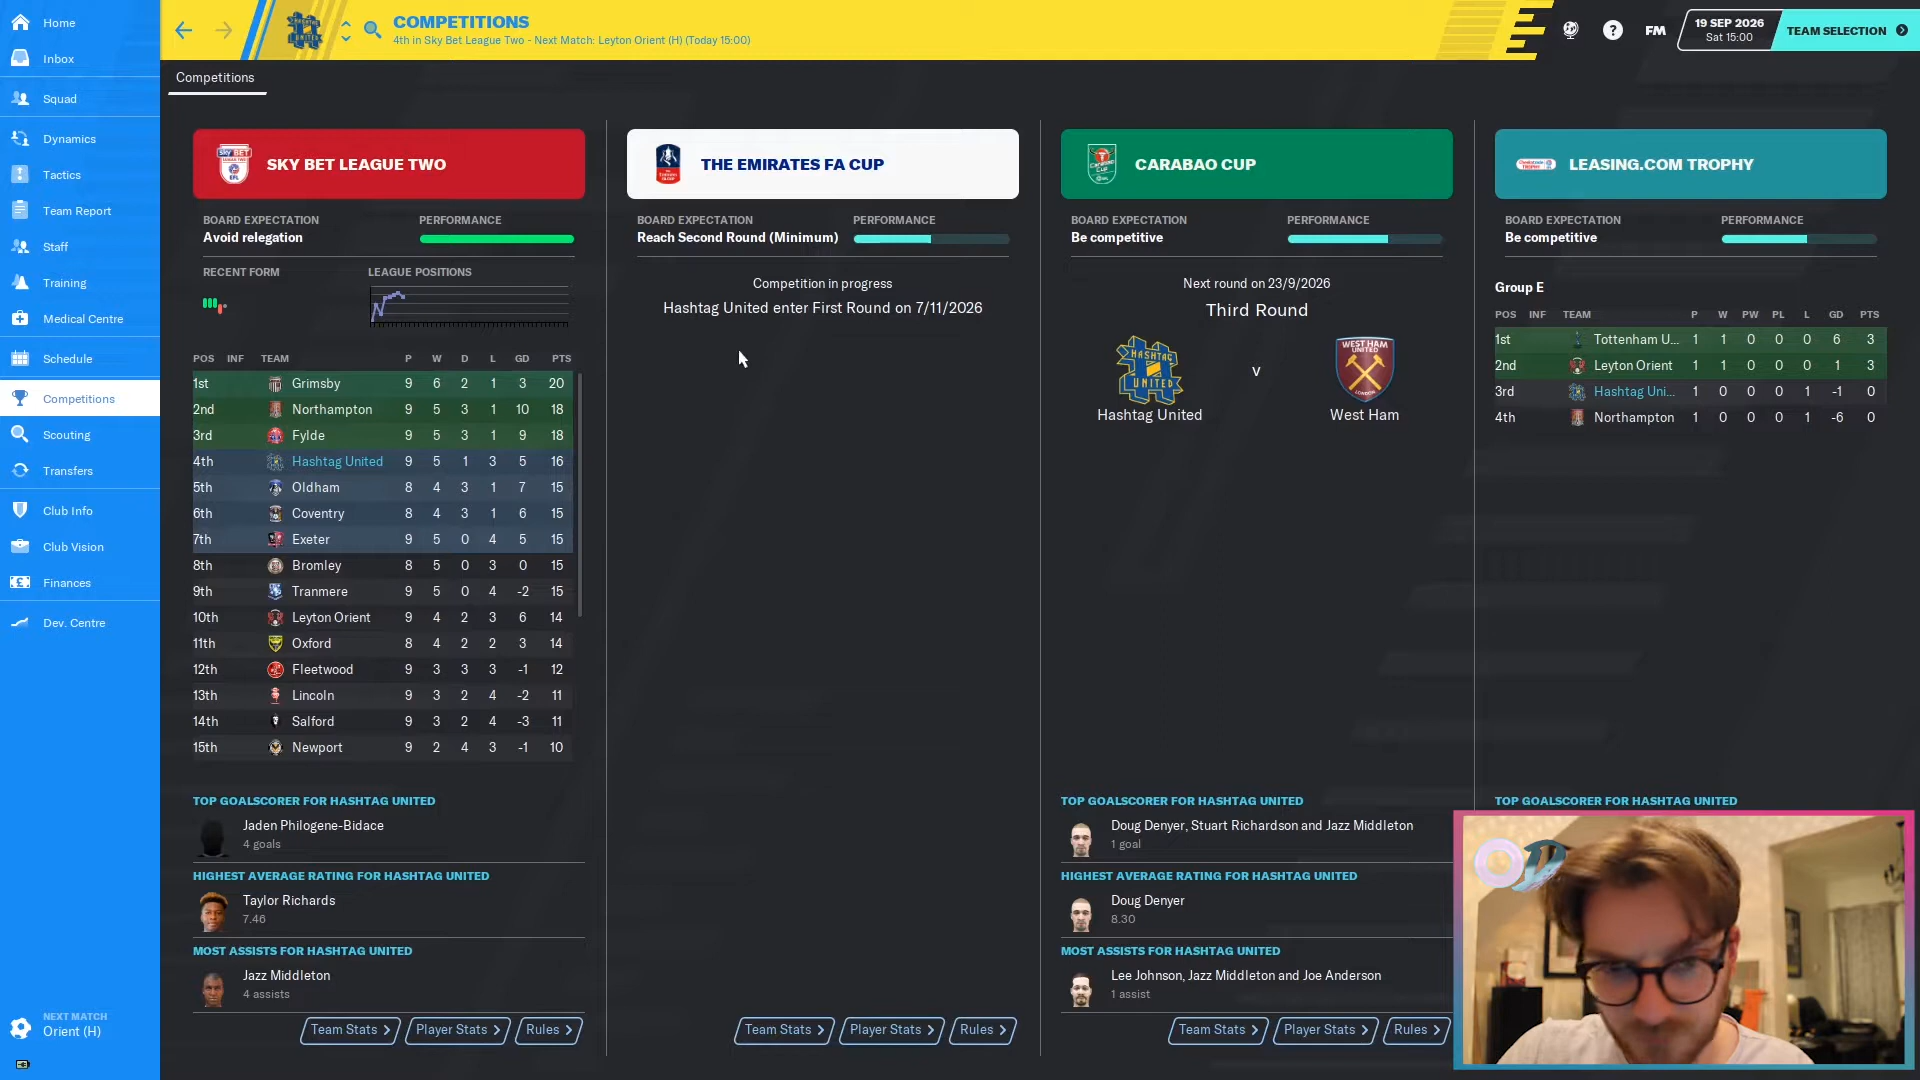 Home
Inbox
Squad
Dynamics
Tactics
Team Report
Staff
Training
Medical Centre
Schedule
Competitions
Scouting
Transfers
Club Info
Club Vision
Finances
Dev. Centre
NEXT MATCH
Orient (H)
COMPETITIONS
4th in Sky Bet League Two - Next Match: Leyton Orient (H) (Today 15:00)
FM
19 SEP 2026
Sat 15:00
TEAM SELECTION
Competitions
SKY BET LEAGUE TWO
BOARD EXPECTATION PERFORMANCE
Avoid relegation
RECENT FORM LEAGUE POSITIONS
POS INF TEAM P W D L GD PTS
1st Grimsby 9 6 2 1 3 20
2nd Northampton 9 5 3 1 10 18
3rd Fylde 9 5 3 1 9 18
4th Hashtag United 9 5 1 3 5 16
5th Oldham 8 4 3 1 7 15
6th Coventry 8 4 3 1 6 15
7th Exeter 9 5 0 4 5 15
8th Bromley 8 5 0 3 0 15
9th Tranmere 9 5 0 4 -2 15
10th Leyton Orient 9 4 2 3 6 14
11th Oxford 8 4 2 2 3 14
12th Fleetwood 9 3 3 3 -1 12
13th Lincoln 9 3 2 4 -2 11
14th Salford 9 3 2 4 -3 11
15th Newport 9 2 4 3 -1 10
TOP GOALSCORER FOR HASHTAG UNITED
Jaden Philogene-Bidace
4 goals
HIGHEST AVERAGE RATING FOR HASHTAG UNITED
Taylor Richards
7.46
MOST ASSISTS FOR HASHTAG UNITED
Jazz Middleton
4 assists
Team Stats Player Stats Rules
THE EMIRATES FA CUP
BOARD EXPECTATION PERFORMANCE
Reach Second Round (Minimum)
Competition in progress
Hashtag United enter First Round on 7/11/2026
Team Stats Player Stats Rules
CARABAO CUP
BOARD EXPECTATION PERFORMANCE
Be competitive
Next round on 23/9/2026
Third Round
HASHTAG UNITED
v
WEST HAM UNITED
LONDON
Hashtag United West Ham
TOP GOALSCORER FOR HASHTAG UNITED
Doug Denyer, Stuart Richardson and Jazz Middleton
1 goal
HIGHEST AVERAGE RATING FOR HASHTAG UNITED
Doug Denyer
8.30
MOST ASSISTS FOR HASHTAG UNITED
Lee Johnson, Jazz Middleton and Joe Anderson
1 assist
Team Stats Player Stats Rules
LEASING.COM TROPHY
BOARD EXPECTATION PERFORMANCE
Be competitive
Group E
POS INF TEAM P W PW PL L GD PTS
1st Tottenham U... 1 1 0 0 0 6 3
2nd Leyton Orient 1 1 0 0 0 1 3
3rd Hashtag Uni... 1 0 0 0 1 -1 0
4th Northampton 1 0 0 0 1 -6 0
TOP GOALSCORER FOR HASHTAG UNITED